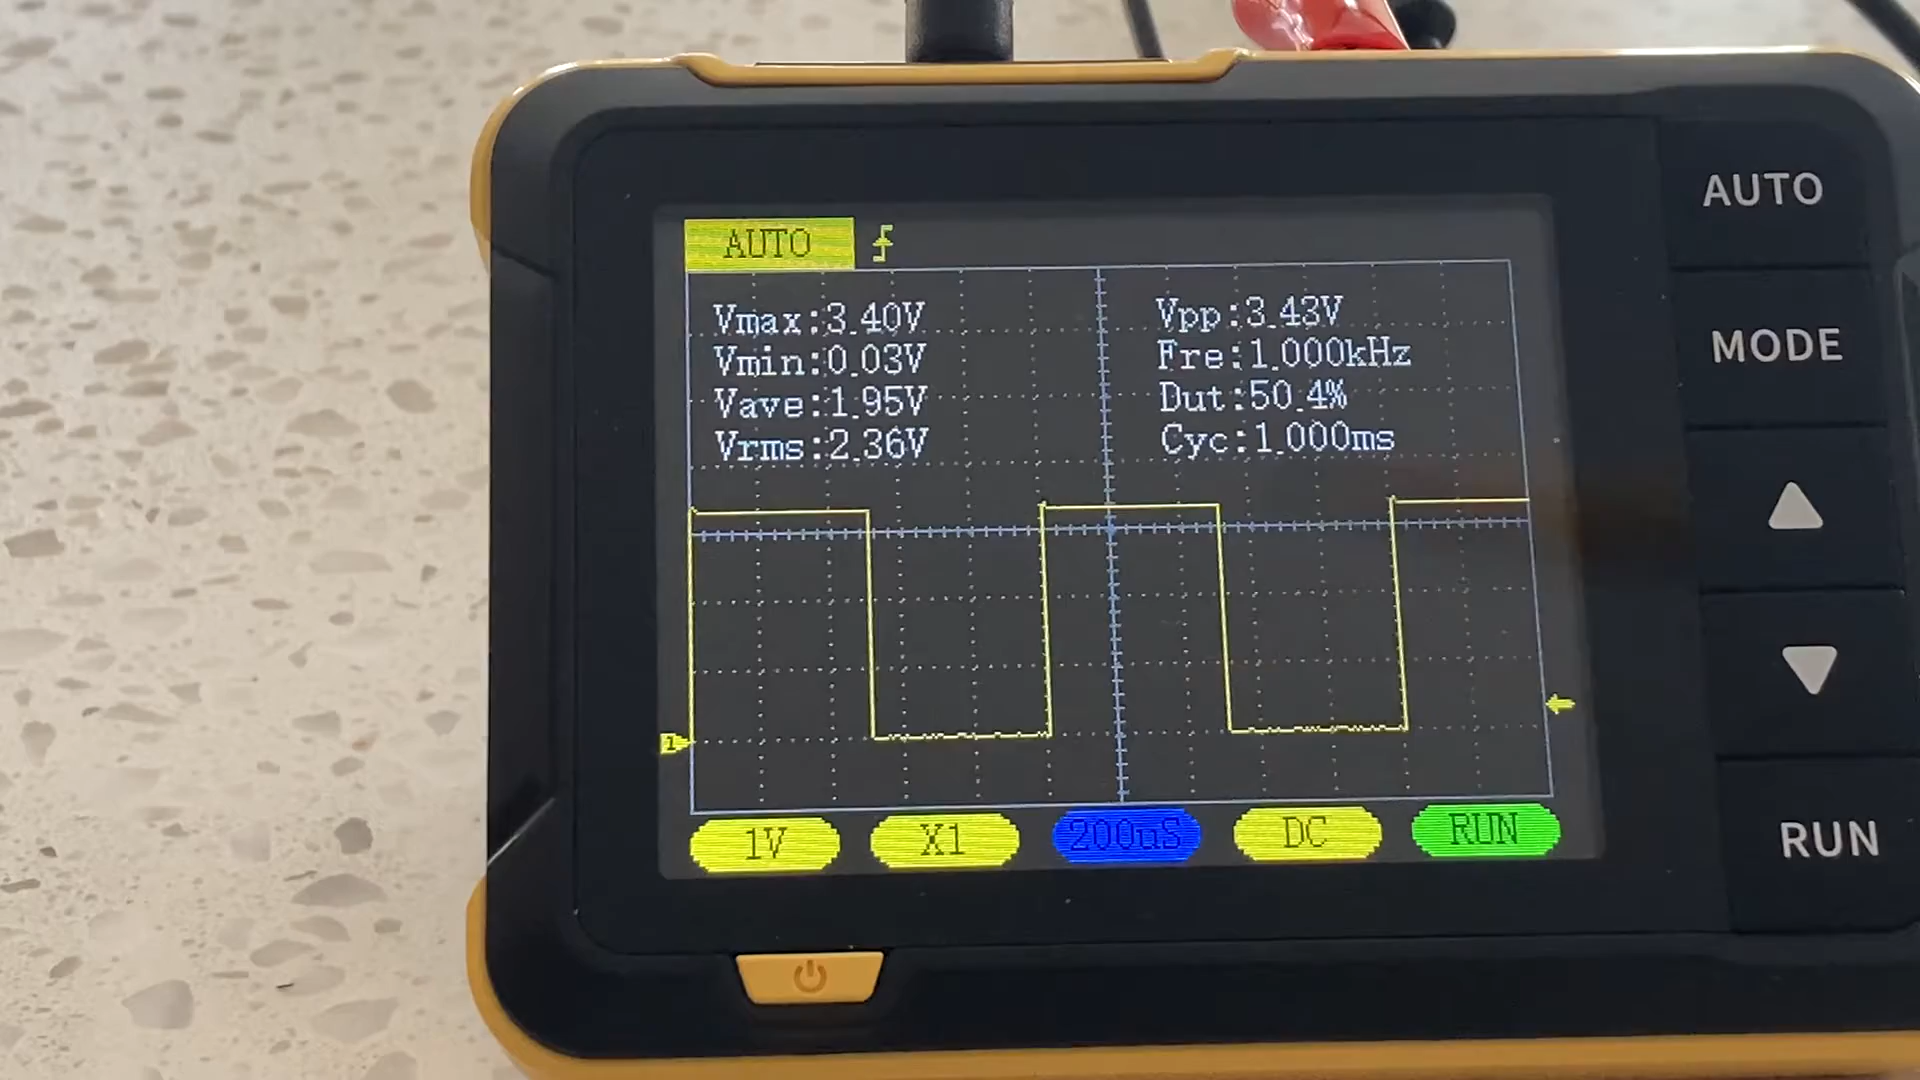 AUTO
Vmax:3.40V
Vmin:0.03V
Vave:1.95V
Vrms:2.36V
Vpp:3.43V
Fre:1.000kHz
Dut:50.4%
Cyc:1.000ms
1
1V X1 200uS DC RUN
AUTO
MODE
RUN